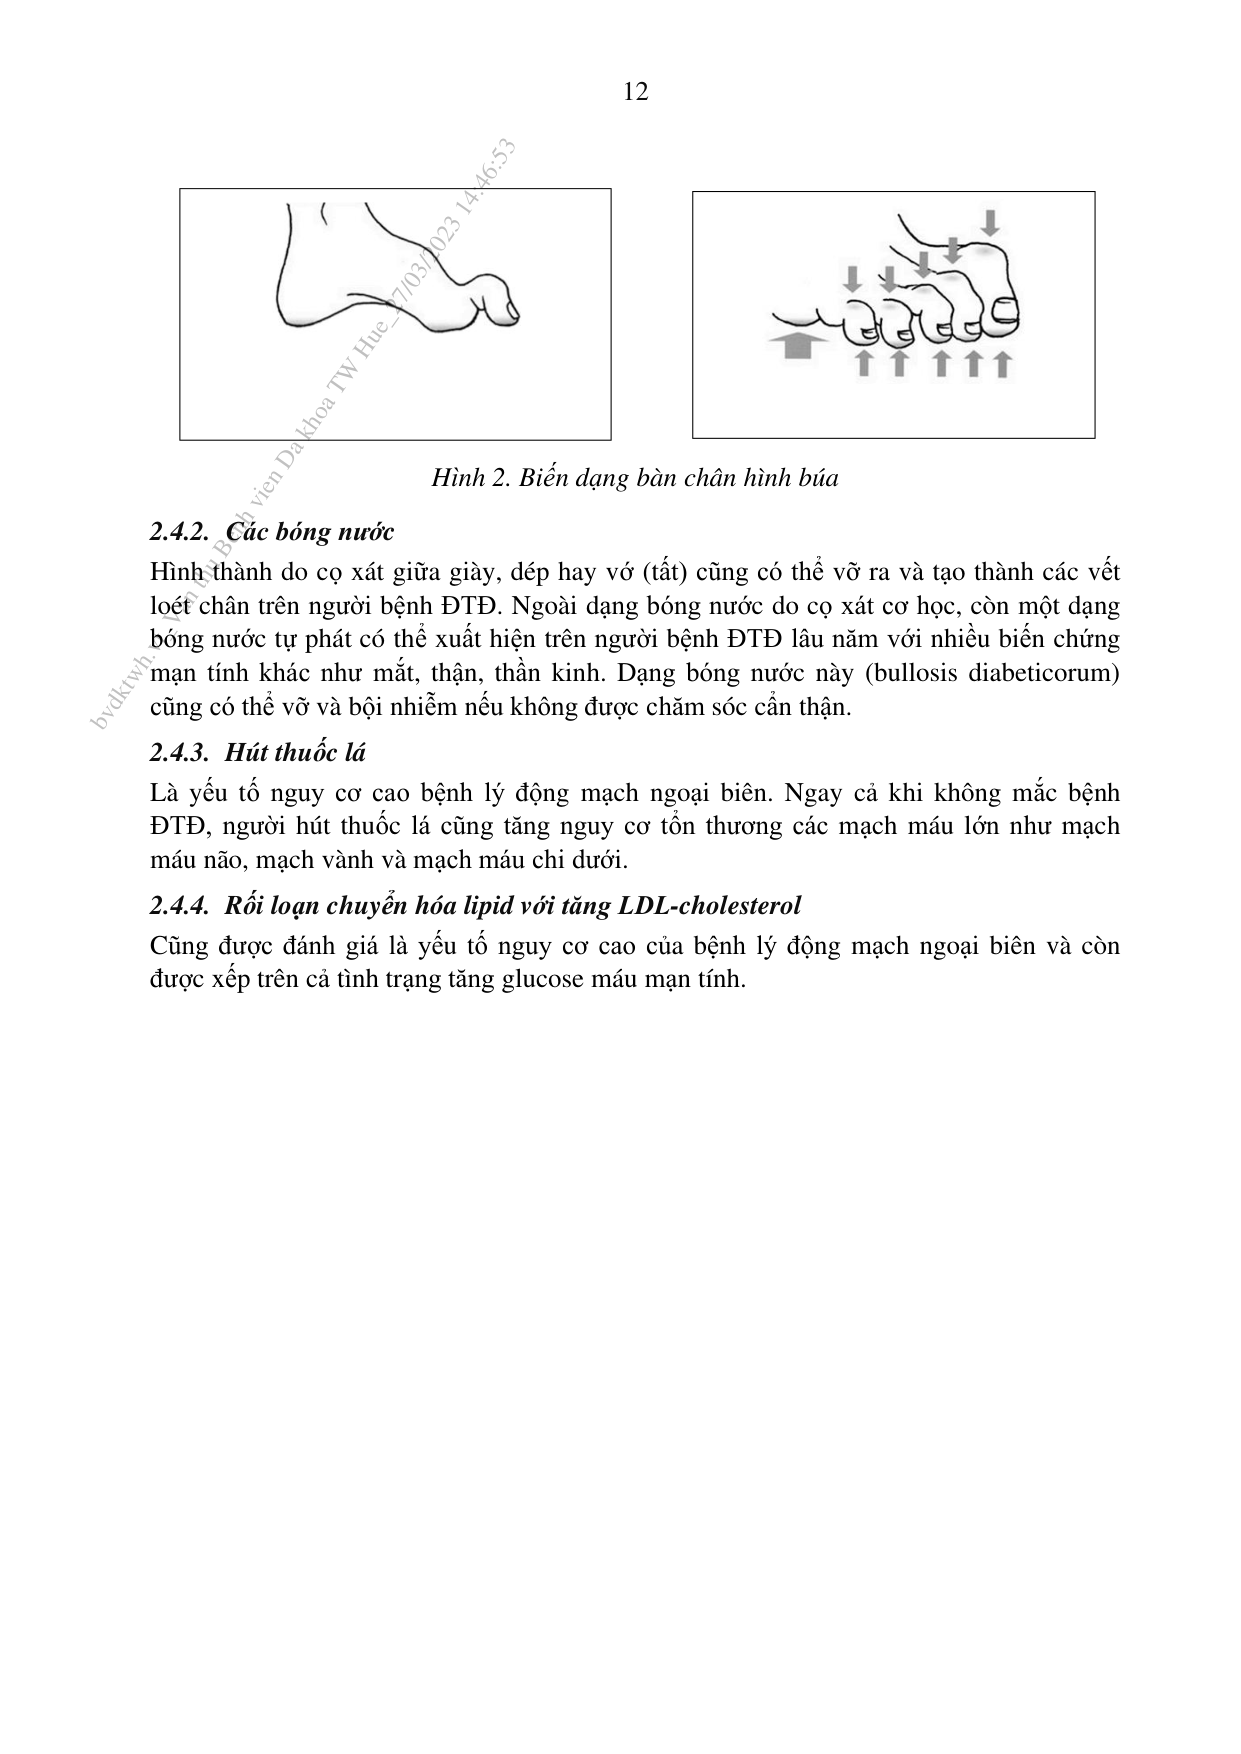 12
Hình 2. Biến dạng bàn chân hình búa
2.4.2. Các bóng nước
Hình thành do cọ xát giữa giày, dép hay vớ (tất) cũng có thể vỡ ra và tạo thành các vết
loét chân trên người bệnh ĐTĐ. Ngoài dạng bóng nước do cọ xát cơ học, còn một dạng
bóng nước tự phát có thể xuất hiện trên người bệnh ĐTĐ lâu năm với nhiều biến chứng
mạn tính khác như mắt, thận, thần kinh. Dạng bóng nước này (bullosis diabeticorum)
cũng có thể vỡ và bội nhiễm nếu không được chăm sóc cẩn thận.
2.4.3. Hút thuốc lá
Là yếu tố nguy cơ cao bệnh lý động mạch ngoại biên. Ngay cả khi không mắc bệnh
ĐTĐ, người hút thuốc lá cũng tăng nguy cơ tổn thương các mạch máu lớn như mạch
máu não, mạch vành và mạch máu chi dưới.
2.4.4. Rối loạn chuyển hóa lipid với tăng LDL-cholesterol
Cũng được đánh giá là yếu tố nguy cơ cao của bệnh lý động mạch ngoại biên và còn
được xếp trên cả tình trạng tăng glucose máu mạn tính.
vien Da khoa TW Hue_27/03/2023 14:46:53